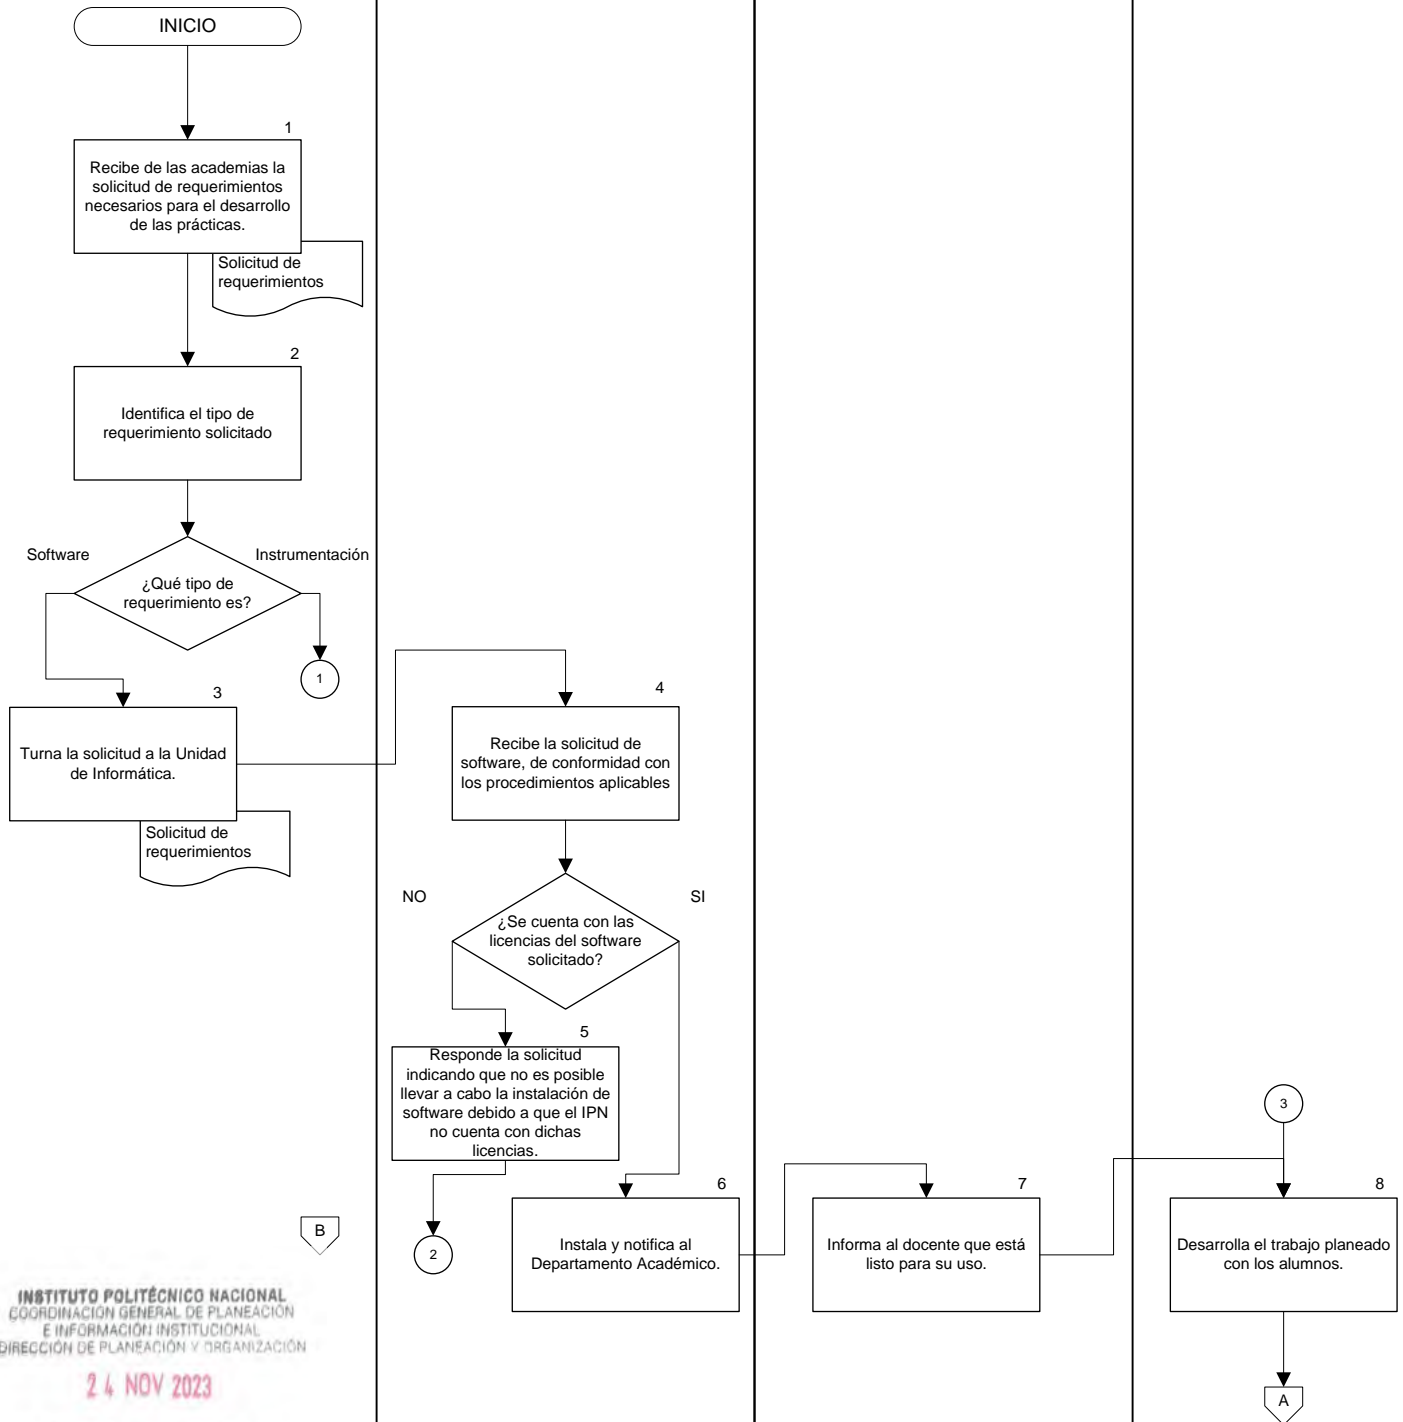 INICIO
1
Recibe de las academias la
solicitud de requerimientos
necesarios para el desarrollo
de las prácticas.
Solicitud de
requerimientos
2
Identifica el tipo de
requerimiento solicitado
Software
Instrumentación
¿Qué tipo de
requerimiento es?
1
3
Turna la solicitud a la Unidad
de Informática.
Solicitud de
requerimientos
4
Recibe la solicitud de
software, de conformidad con
los procedimientos aplicables
NO
SI
¿Se cuenta con las
licencias del software
solicitado?
5
Responde la solicitud
indicando que no es posible
llevar a cabo la instalación de
software debido a que el IPN
no cuenta con dichas
licencias.
2
6
Instala y notifica al
Departamento Académico.
7
Informa al docente que está
listo para su uso.
3
8
Desarrolla el trabajo planeado
con los alumnos.
A
B
INSTITUTO POLITÉCNICO NACIONAL
COORDINACIÓN GENERAL DE PLANEACIÓN
E INFORMACIÓN INSTITUCIONAL
DIRECCIÓN DE PLANEACIÓN Y ORGANIZACIÓN
24 NOV 2023